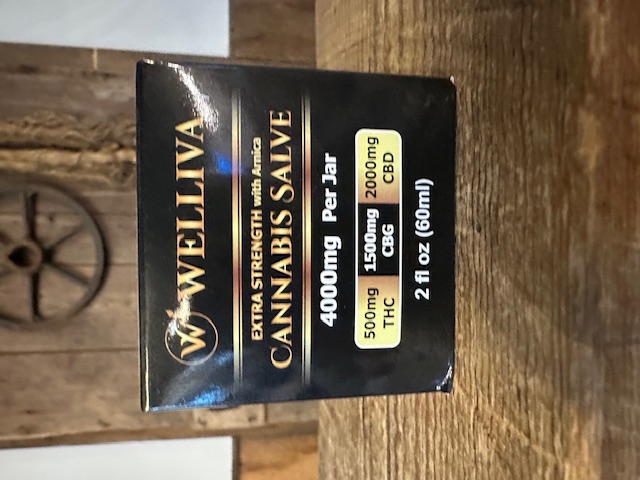 WELLIVA
EXTRA STRENGTH with Arnica
CANNABIS SALVE
4000mg Per Jar
500mg THC 1500mg CBG 2000mg CBD
2 fl oz (60ml)